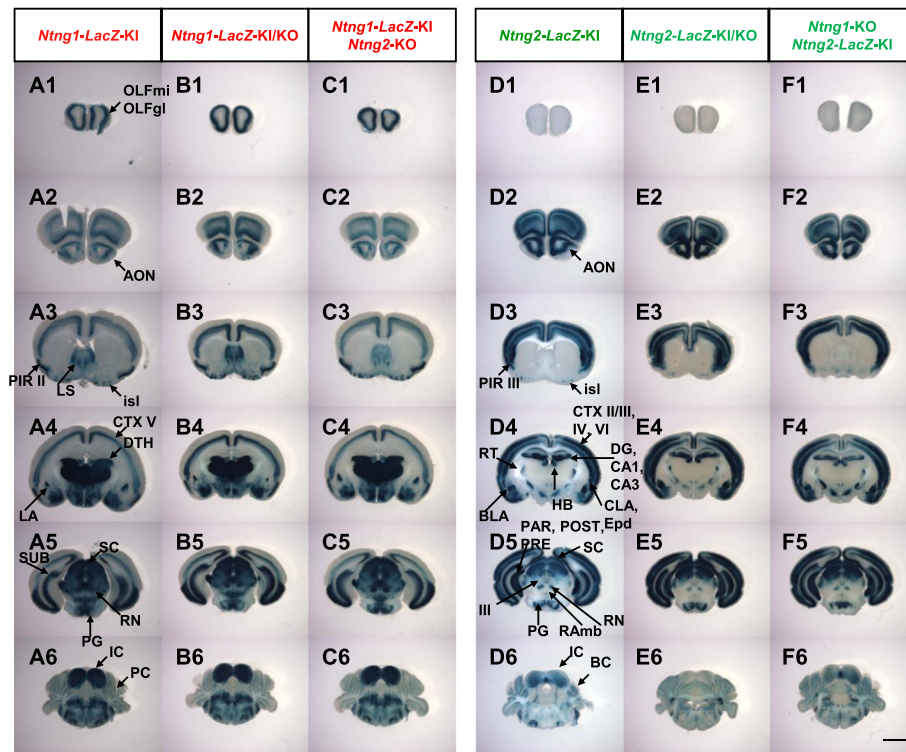 Ntng1-LacZ-KI
Ntng1-LacZ-KI/KO
Ntng1-LacZ-KI
Ntng2-KO
Ntng2-LacZ-KI
Ntng2-LacZ-KI/KO
Ntng1-KO
Ntng2-LacZ-KI
A1
OLFmi
OLFgl
B1
C1
D1
E1
F1
A2
AON
B2
C2
D2
AON
E2
F2
A3
PIR II
LS
isl
B3
C3
D3
PIR III
isl
E3
F3
A4
CTX V
DTH
LA
B4
C4
D4
CTX II/III,
IV, VI
RT
DG,
CA1,
CA3
HB
BLA
CLA,
Epd
E4
F4
A5
SC
SUB
RN
PG
B5
C5
PAR, POST,
PRE
D5
SC
III
RN
PG
RAmb
E5
F5
A6
IC
PC
B6
C6
D6
IC
BC
E6
F6